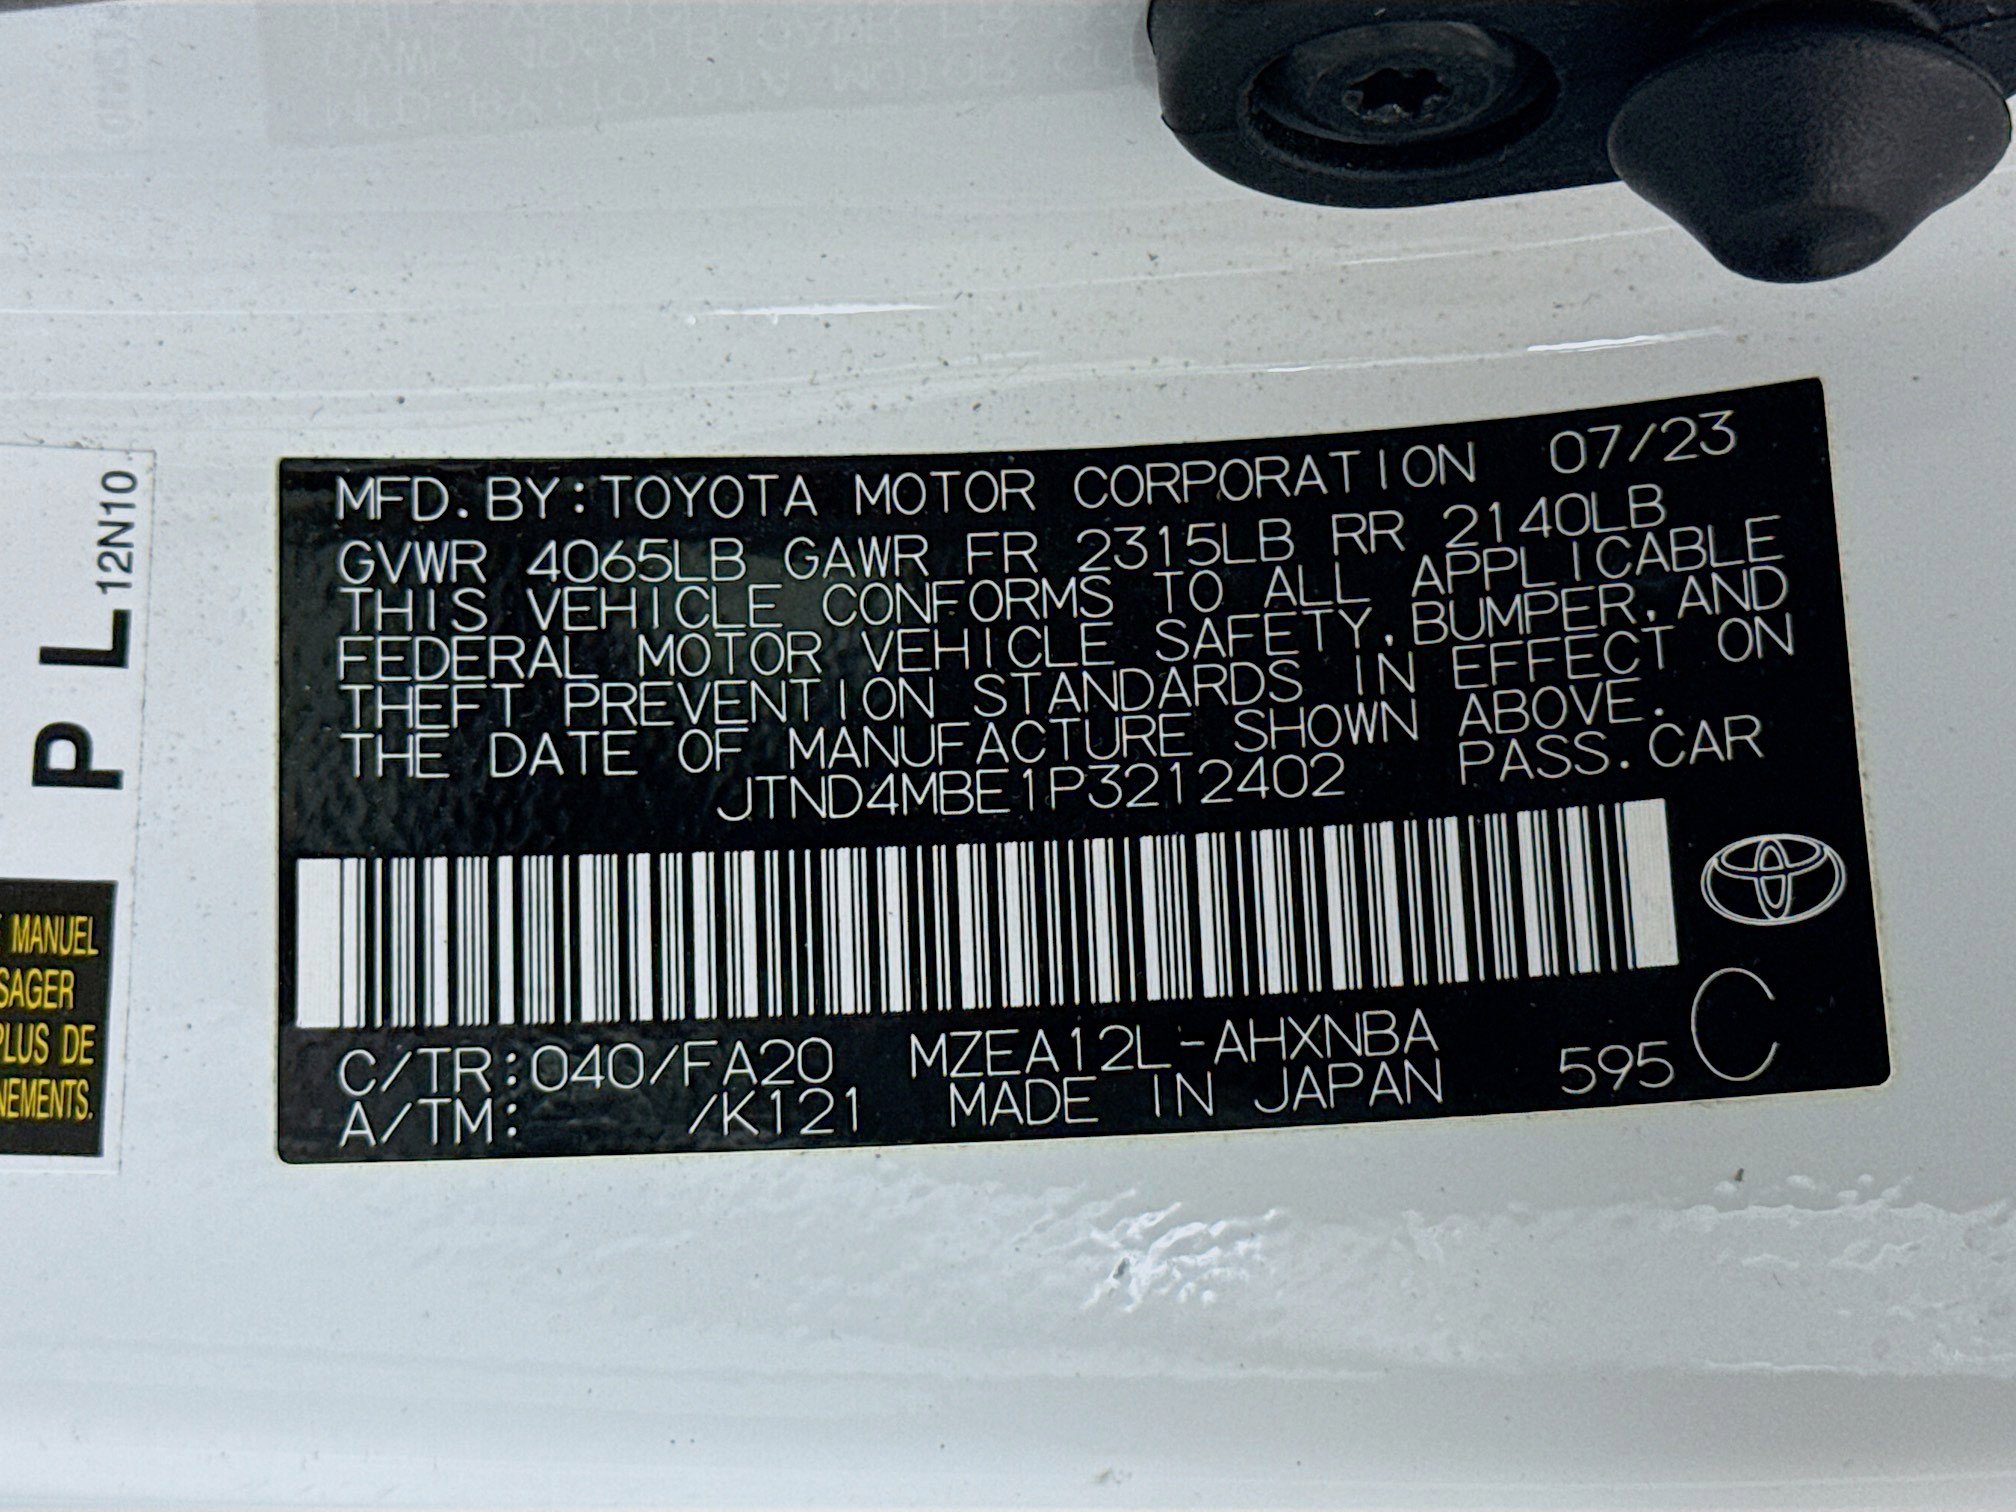 MFD. BY:TOYOTA MOTOR CORPORATION 07/23
GVWR 4065LB GAWR FR 2315LB RR 2140LB
THIS VEHICLE CONFORMS TO ALL APPLICABLE
FEDERAL MOTOR VEHICLE SAFETY, BUMPER, AND
THEFT PREVENTION STANDARDS IN EFFECT ON
THE DATE OF MANUFACTURE SHOWN ABOVE.
JTND4MBE1P3212402 PASS. CAR
C/TR:040/FA20 MZEA12L-AHXNBA 595 C
A/TM: /K121 MADE IN JAPAN
P L 12N10
MANUEL
PLUS DE